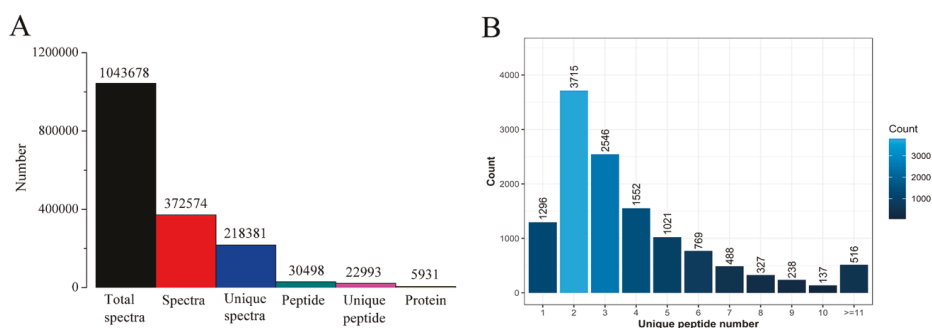 A
Number
1200000
800000
400000
0
1043678
372574
218381
30498
22993
5931
Total
spectra
Spectra
Unique
spectra
Peptide
Unique
peptide
Protein
B
Count
4000
3000
2000
1000
0
1296
3715
2546
1552
1021
769
488
327
238
137
516
1 2 3 4 5 6 7 8 9 10 >=11
Unique peptide number
Count
3000
2000
1000